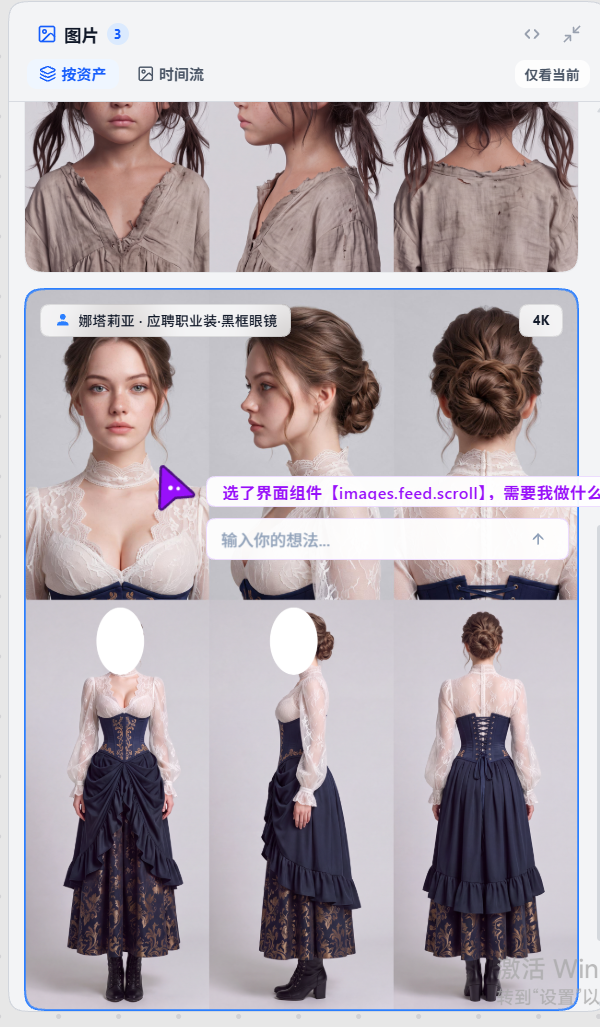 图片 3
按资产 时间流 仅看当前
娜塔莉亚 · 应聘职业装·黑框眼镜 4K
选了界面组件【images.feed.scroll】，需要我做什么
输入你的想法...
激活 Win
转到“设置”以